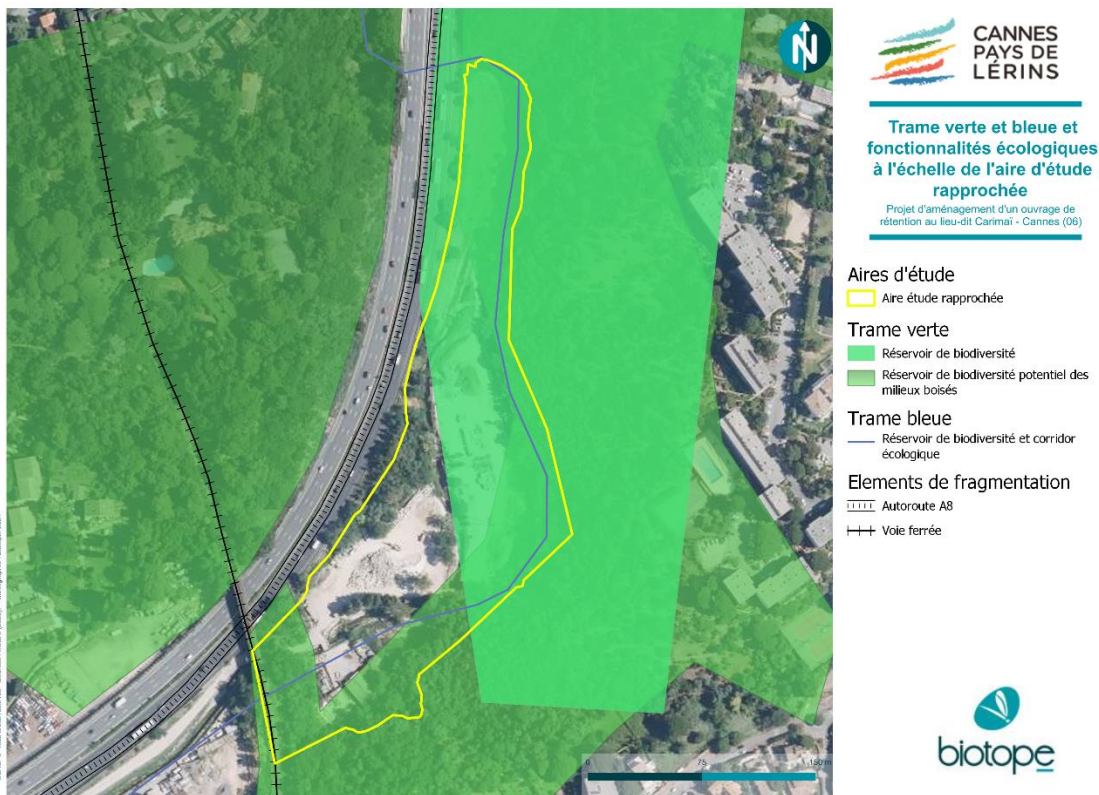 N
CANNES
PAYS DE
LÉRINS
Trame verte et bleue et
fonctionnalités écologiques
à l'échelle de l'aire d'étude
rapprochée
Projet d'aménagement d'un ouvrage de
rétention au lieu-dit Carimaï - Cannes (06)
Aires d'étude
Aire étude rapprochée
Trame verte
Réservoir de biodiversité
Réservoir de biodiversité potentiel des
milieux boisés
Trame bleue
Réservoir de biodiversité et corridor
écologique
Elements de fragmentation
Autoroute A8
Voie ferrée
0 75 150 m
biotope